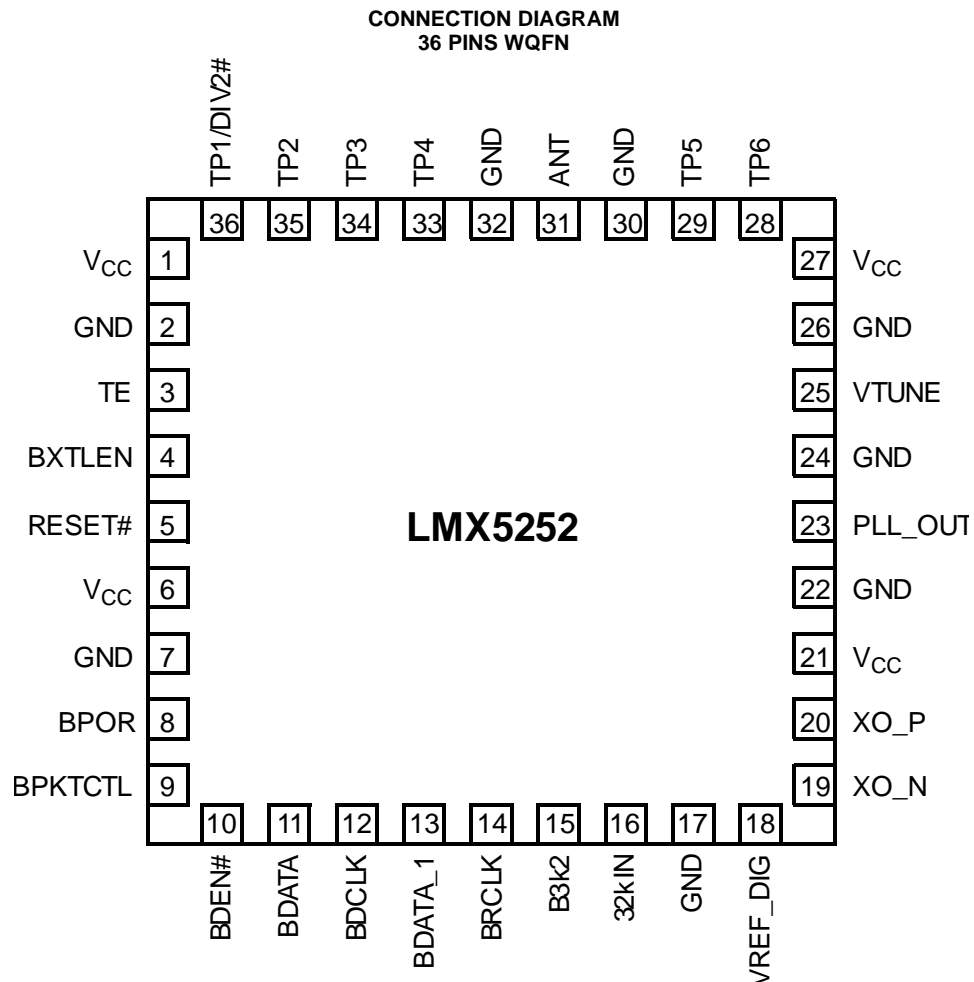 CONNECTION DIAGRAM
36 PINS WQFN
TP1/DIV2#
TP2
TP3
TP4
GND
ANT
GND
TP5
TP6
36 35 34 33 32 31 30 29 28
VCC 1
GND 2
TE 3
BXTLEN 4
RESET# 5
VCC 6
GND 7
BPOR 8
BPKTCTL 9
LMX5252
27 VCC
26 GND
25 VTUNE
24 GND
23 PLL_OUT
22 GND
21 VCC
20 XO_P
19 XO_N
10 11 12 13 14 15 16 17 18
BDEN#
BDATA
BDCLK
BDATA_1
BRCLK
B3k2
32kIN
GND
VREF_DIG